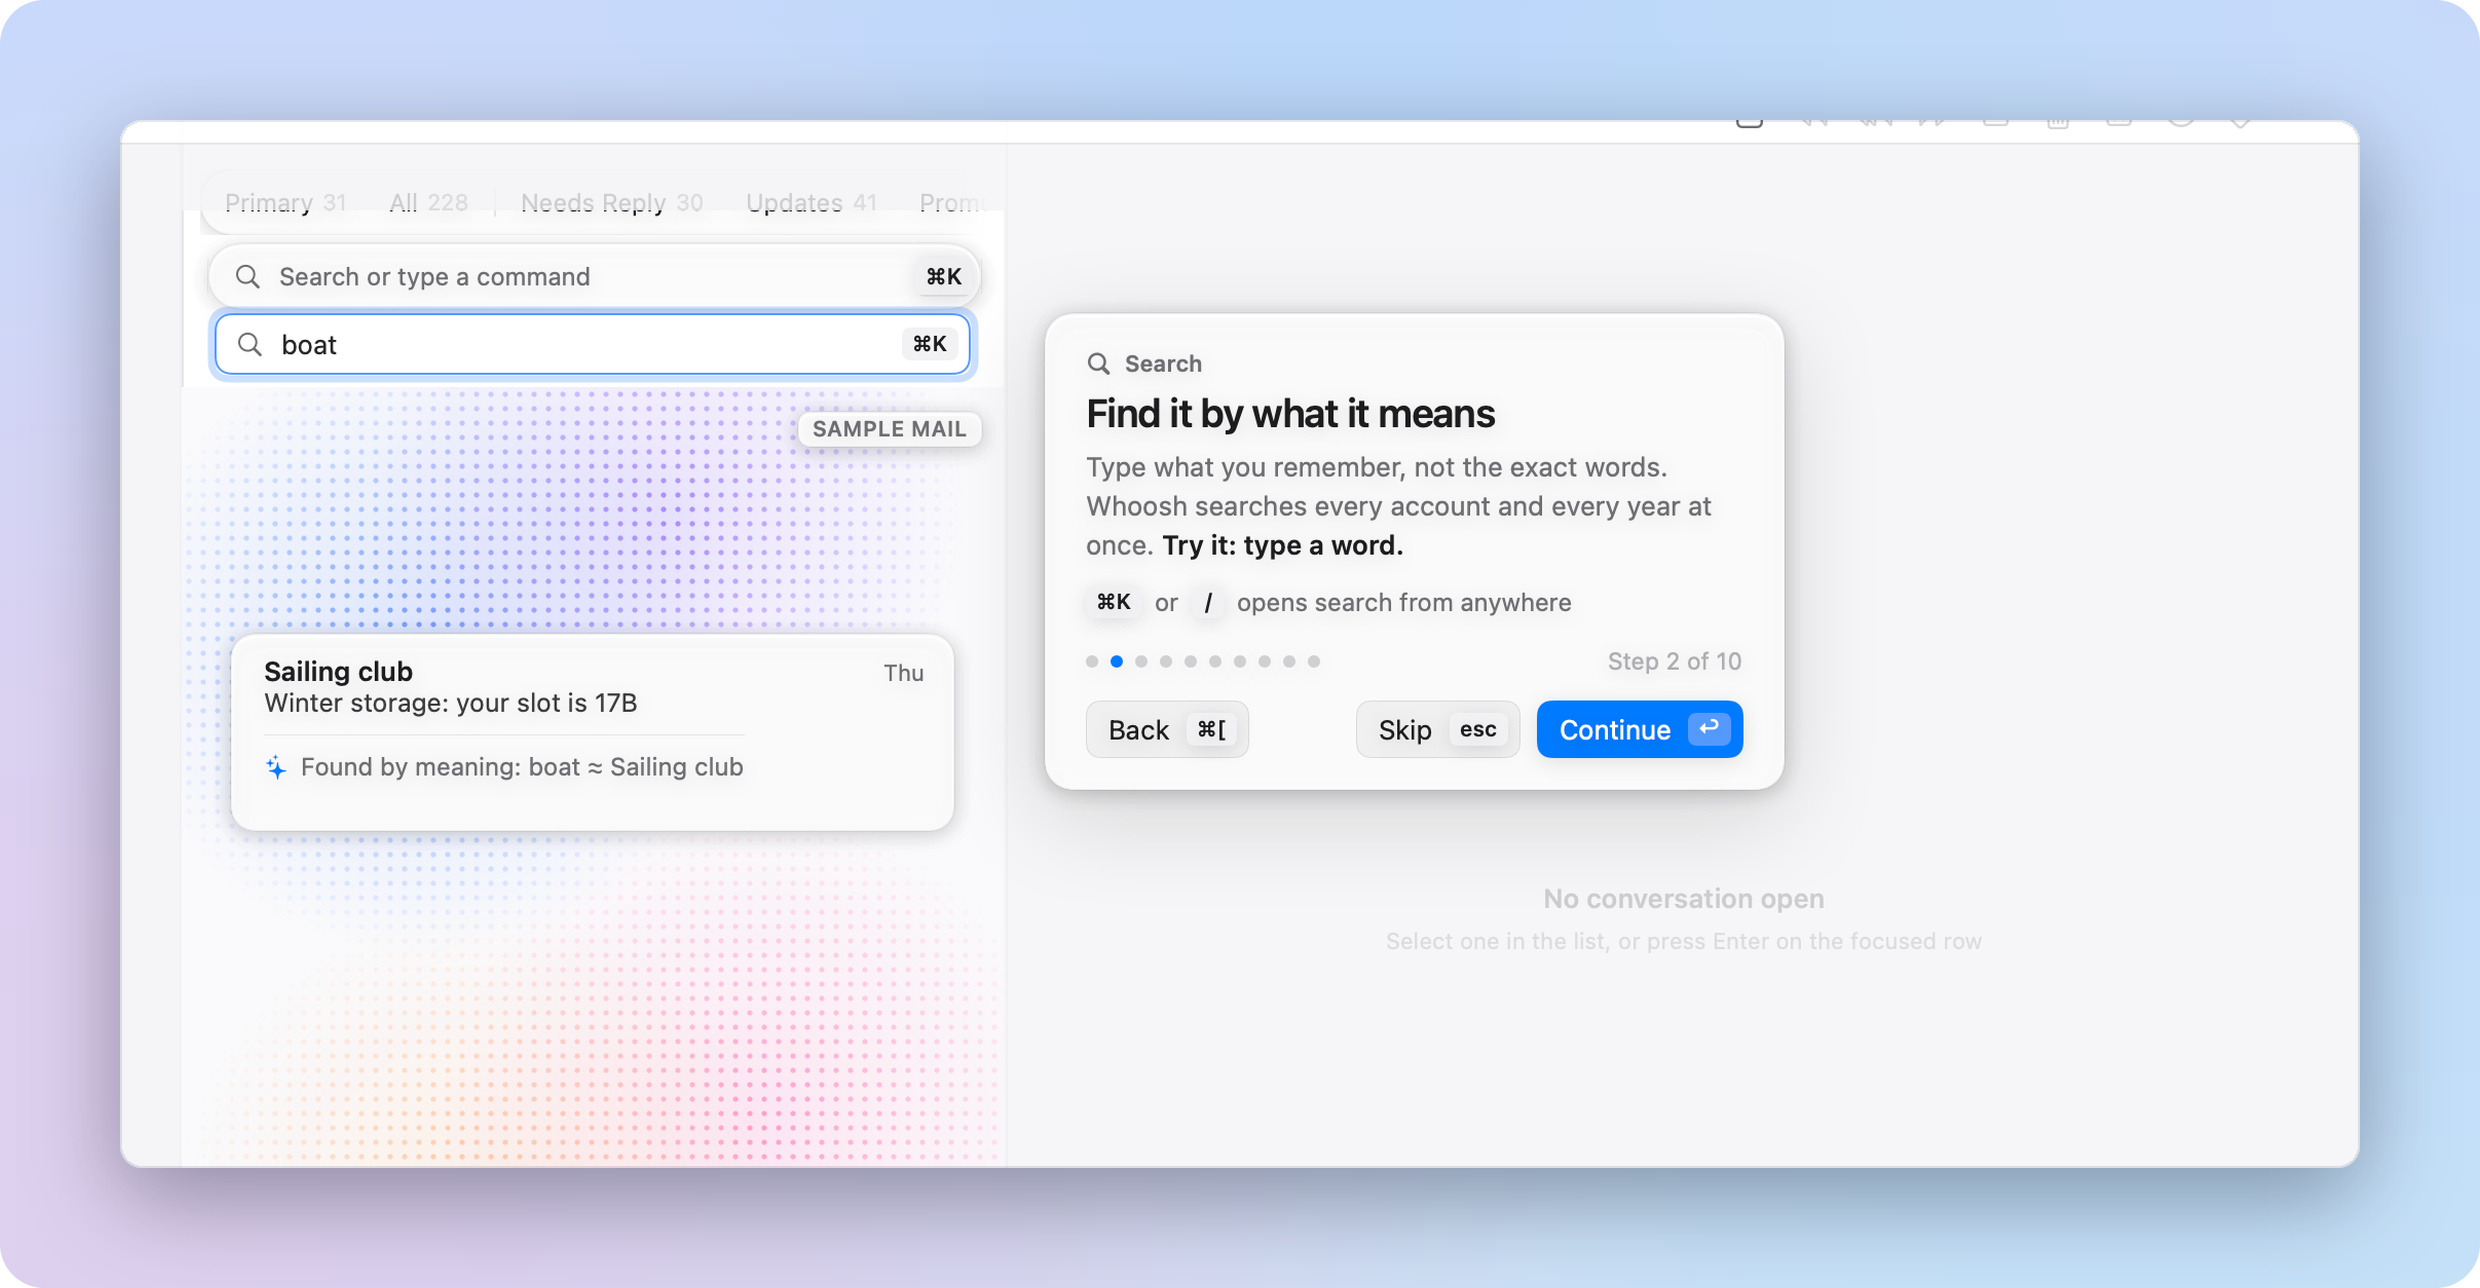 Primary 31 All 228 Needs Reply 30 Updates 41 Prom
Search or type a command ⌘K
boat ⌘K
SAMPLE MAIL
Sailing club Thu
Winter storage: your slot is 17B
Found by meaning: boat ≈ Sailing club
Search
Find it by what it means
Type what you remember, not the exact words.
Whoosh searches every account and every year at
once. Try it: type a word.
⌘K or / opens search from anywhere
Step 2 of 10
Back ⌘[ Skip esc Continue ↩
No conversation open
Select one in the list, or press Enter on the focused row